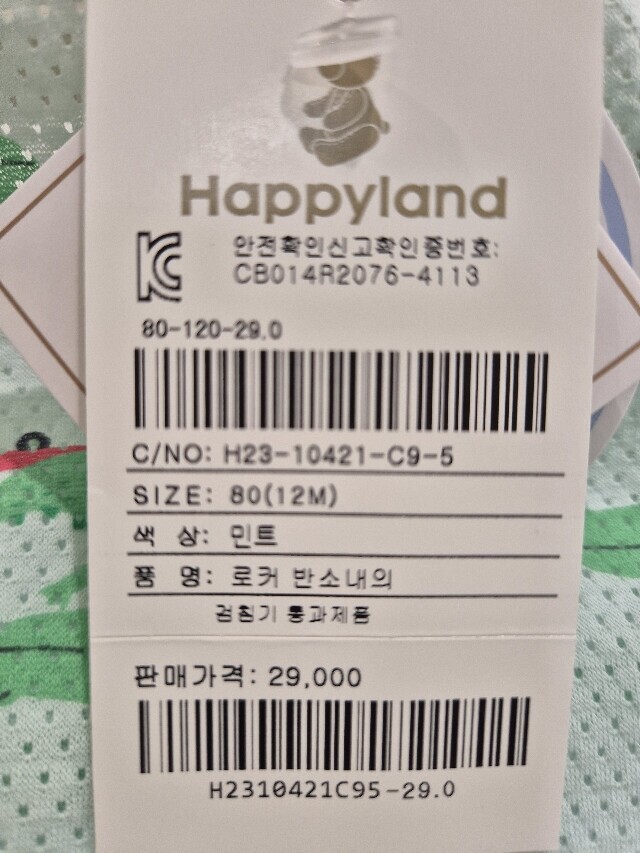 Happyland
안전확인신고확인증번호:
CB014R2076-4113
80-120-29.0
C/NO: H23-10421-C9-5
SIZE: 80(12M)
색 상: 민트
품 명: 로커 반소내의
검침기 통과제품
판매가격: 29,000
H2310421C95-29.0